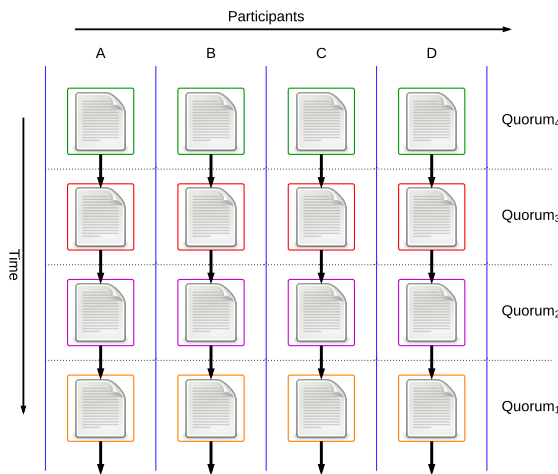 Participants
A B C D
Quorum₄
Quorum₃
Time
Quorum₂
Quorum₁